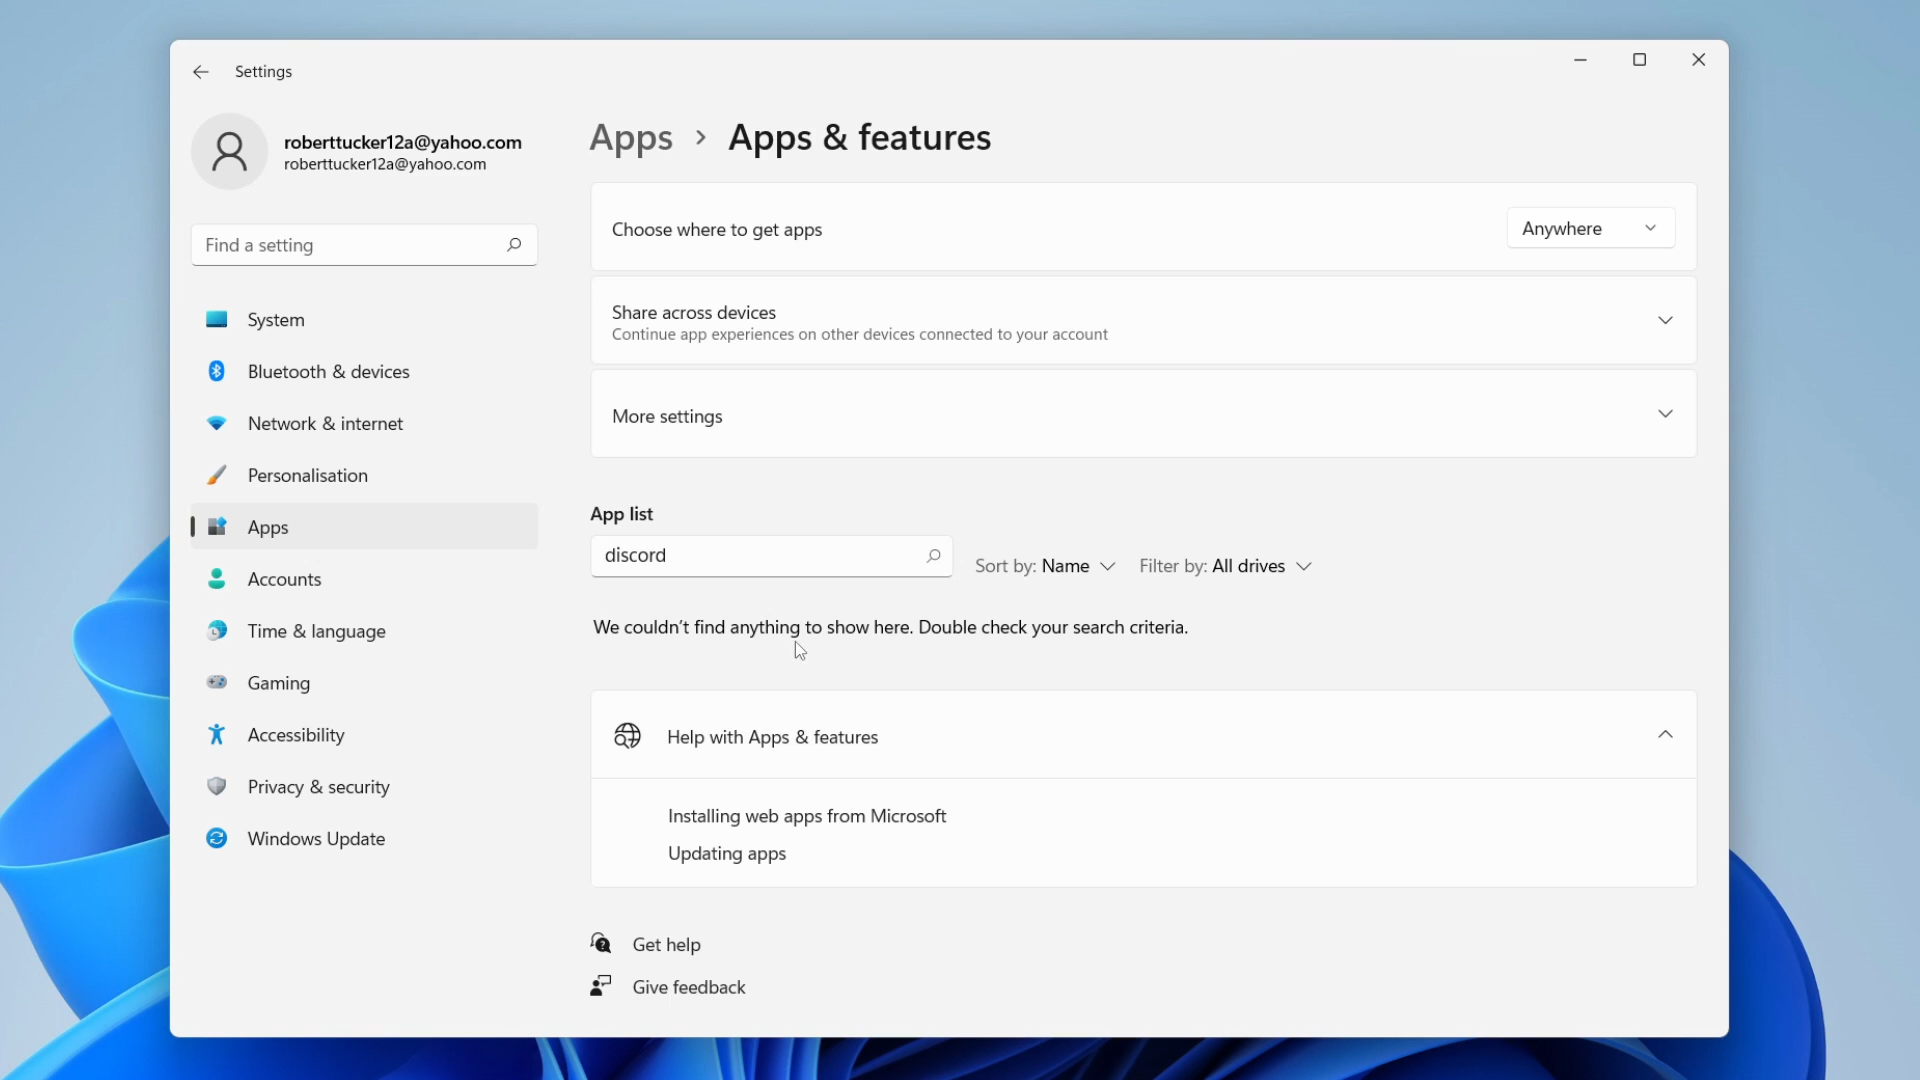 Settings
roberttucker12a@yahoo.com
roberttucker12a@yahoo.com
Find a setting
System
Bluetooth & devices
Network & internet
Personalisation
Apps
Accounts
Time & language
Gaming
Accessibility
Privacy & security
Windows Update
Apps > Apps & features
Choose where to get apps
Anywhere
Share across devices
Continue app experiences on other devices connected to your account
More settings
App list
discord
Sort by: Name
Filter by: All drives
We couldn't find anything to show here. Double check your search criteria.
Help with Apps & features
Installing web apps from Microsoft
Updating apps
Get help
Give feedback